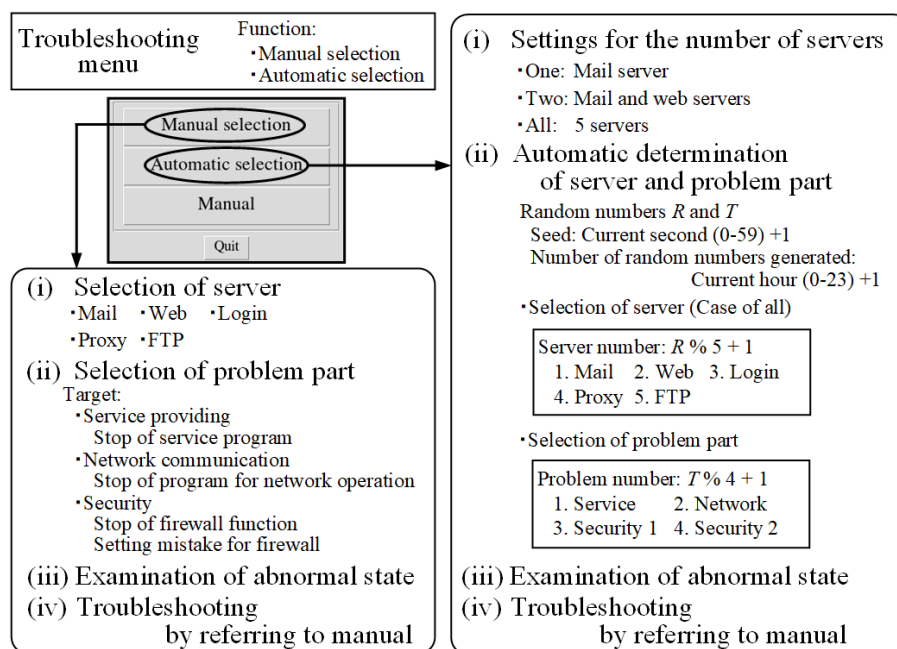 Troubleshooting
menu
Function:
・Manual selection
・Automatic selection
Manual selection
Automatic selection
Manual
Quit
(i) Selection of server
・Mail ・Web ・Login
・Proxy ・FTP
(ii) Selection of problem part
Target:
・Service providing
Stop of service program
・Network communication
Stop of program for network operation
・Security
Stop of firewall function
Setting mistake for firewall
(iii) Examination of abnormal state
(iv) Troubleshooting
by referring to manual
(i) Settings for the number of servers
・One: Mail server
・Two: Mail and web servers
・All: 5 servers
(ii) Automatic determination
of server and problem part
Random numbers R and T
Seed: Current second (0-59) +1
Number of random numbers generated:
Current hour (0-23) +1
・Selection of server (Case of all)
Server number: R % 5 + 1
1. Mail 2. Web 3. Login
4. Proxy 5. FTP
・Selection of problem part
Problem number: T % 4 + 1
1. Service 2. Network
3. Security 1 4. Security 2
(iii) Examination of abnormal state
(iv) Troubleshooting
by referring to manual